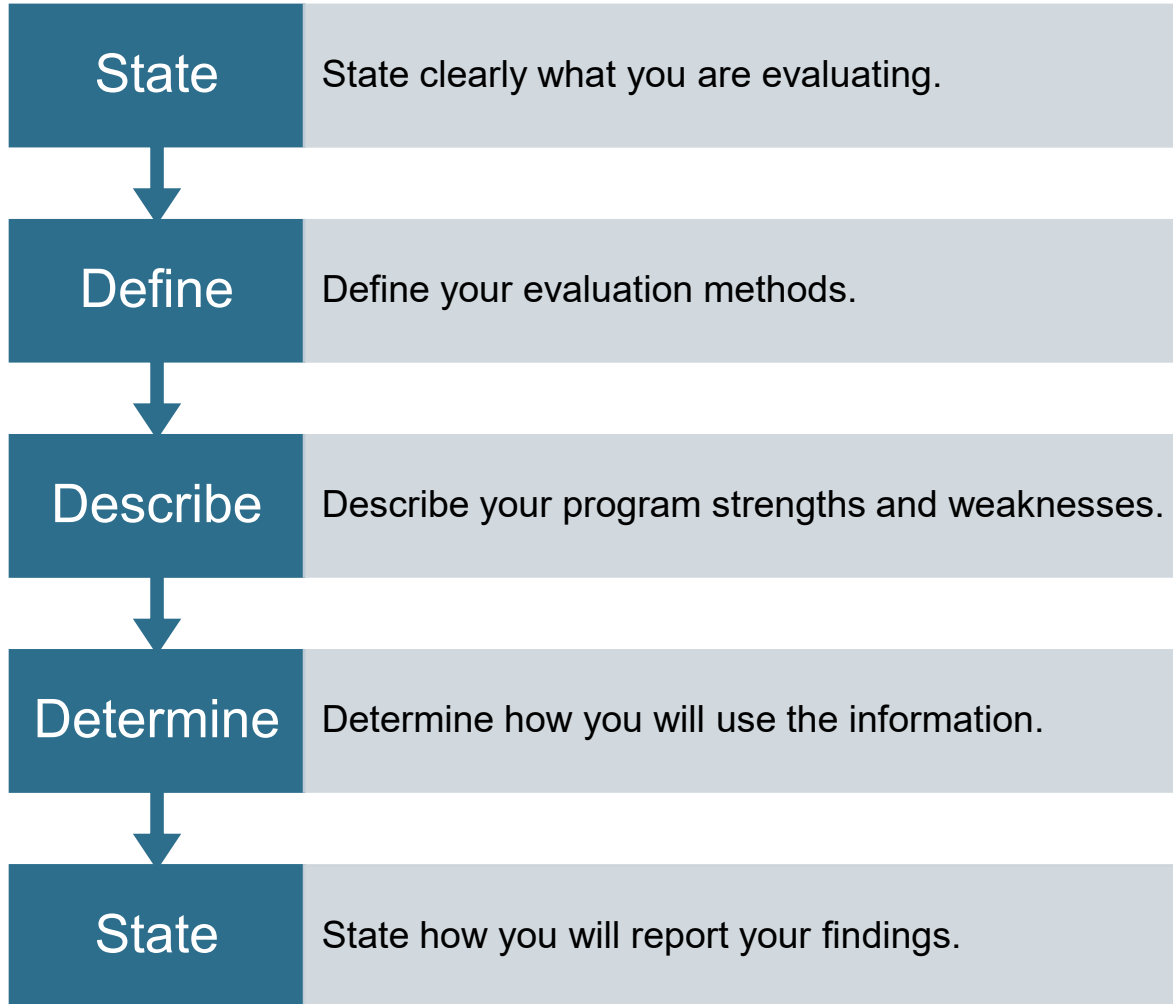 State
State clearly what you are evaluating.
Define
Define your evaluation methods.
Describe
Describe your program strengths and weaknesses.
Determine
Determine how you will use the information.
State
State how you will report your findings.